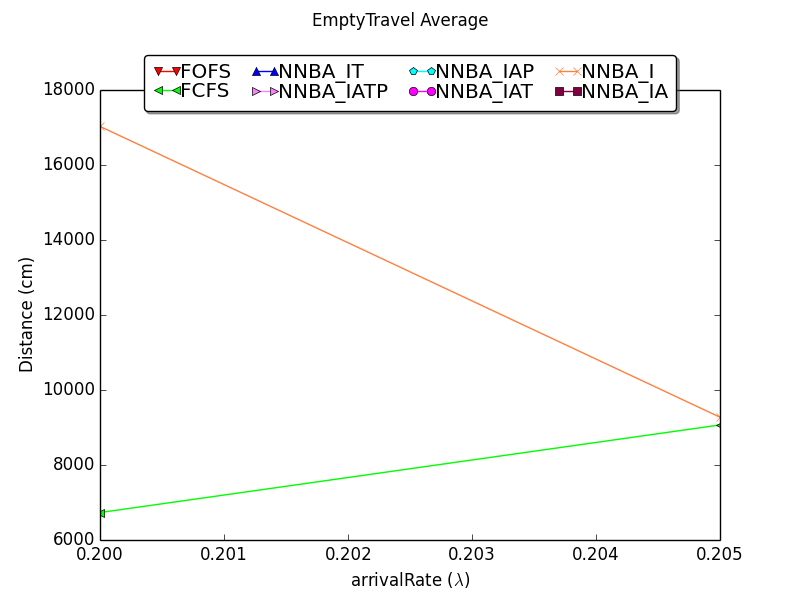 EmptyTravel Average
FOFS NNBA_IT NNBA_IAP NNBA_I
FCFS NNBA_IATP NNBA_IAT NNBA_IA
18000
16000
14000
12000
10000
8000
6000
Distance (cm)
0.200 0.201 0.202 0.203 0.204 0.205
arrivalRate (λ)